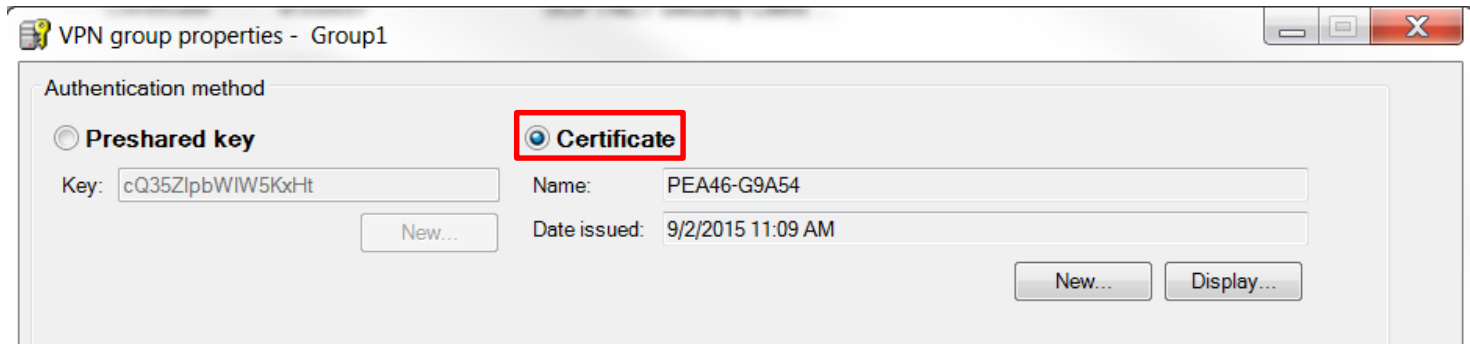 VPN group properties - Group1
Authentication method
Preshared key
Certificate
Key: cQ35ZIpbWIW5KxHt
Name: PEA46-G9A54
New...
Date issued: 9/2/2015 11:09 AM
New... Display...